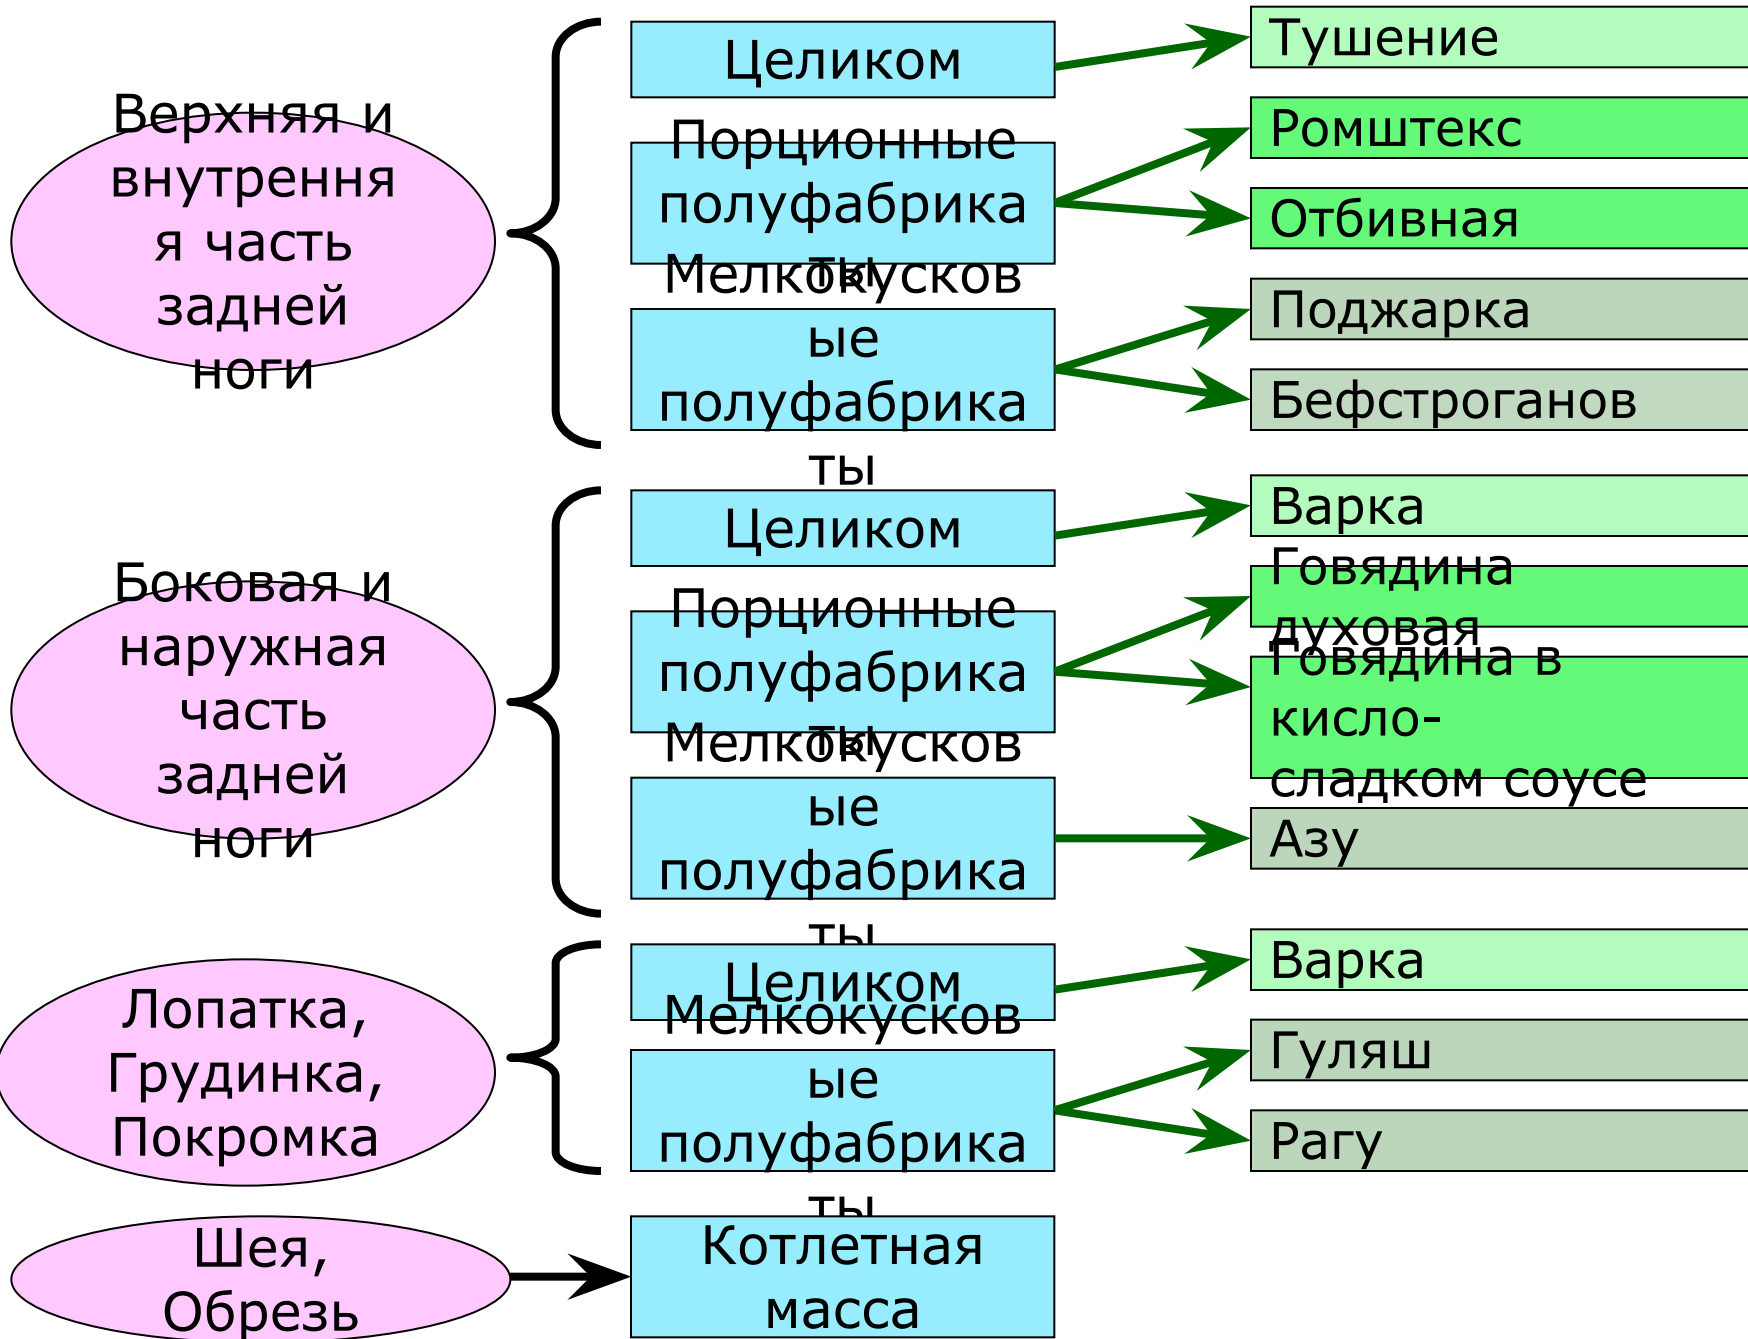 Верхняя и
внутрення
я часть
задней
ноги
Целиком
Тушение
Порционные
полуфабрика
ты
Ромштекс
Отбивная
Мелкокусков
ые
полуфабрика
ты
Поджарка
Бефстроганов
Боковая и
наружная
часть
задней
ноги
Целиком
Варка
Порционные
полуфабрика
ты
Говядина
духовая
Говядина в
кисло-
сладком соусе
Мелкокусков
ые
полуфабрика
ты
Азу
Лопатка,
Грудинка,
Покромка
Целиком
Варка
Мелкокусков
ые
полуфабрика
ты
Гуляш
Рагу
Шея,
Обрезь
Котлетная
масса